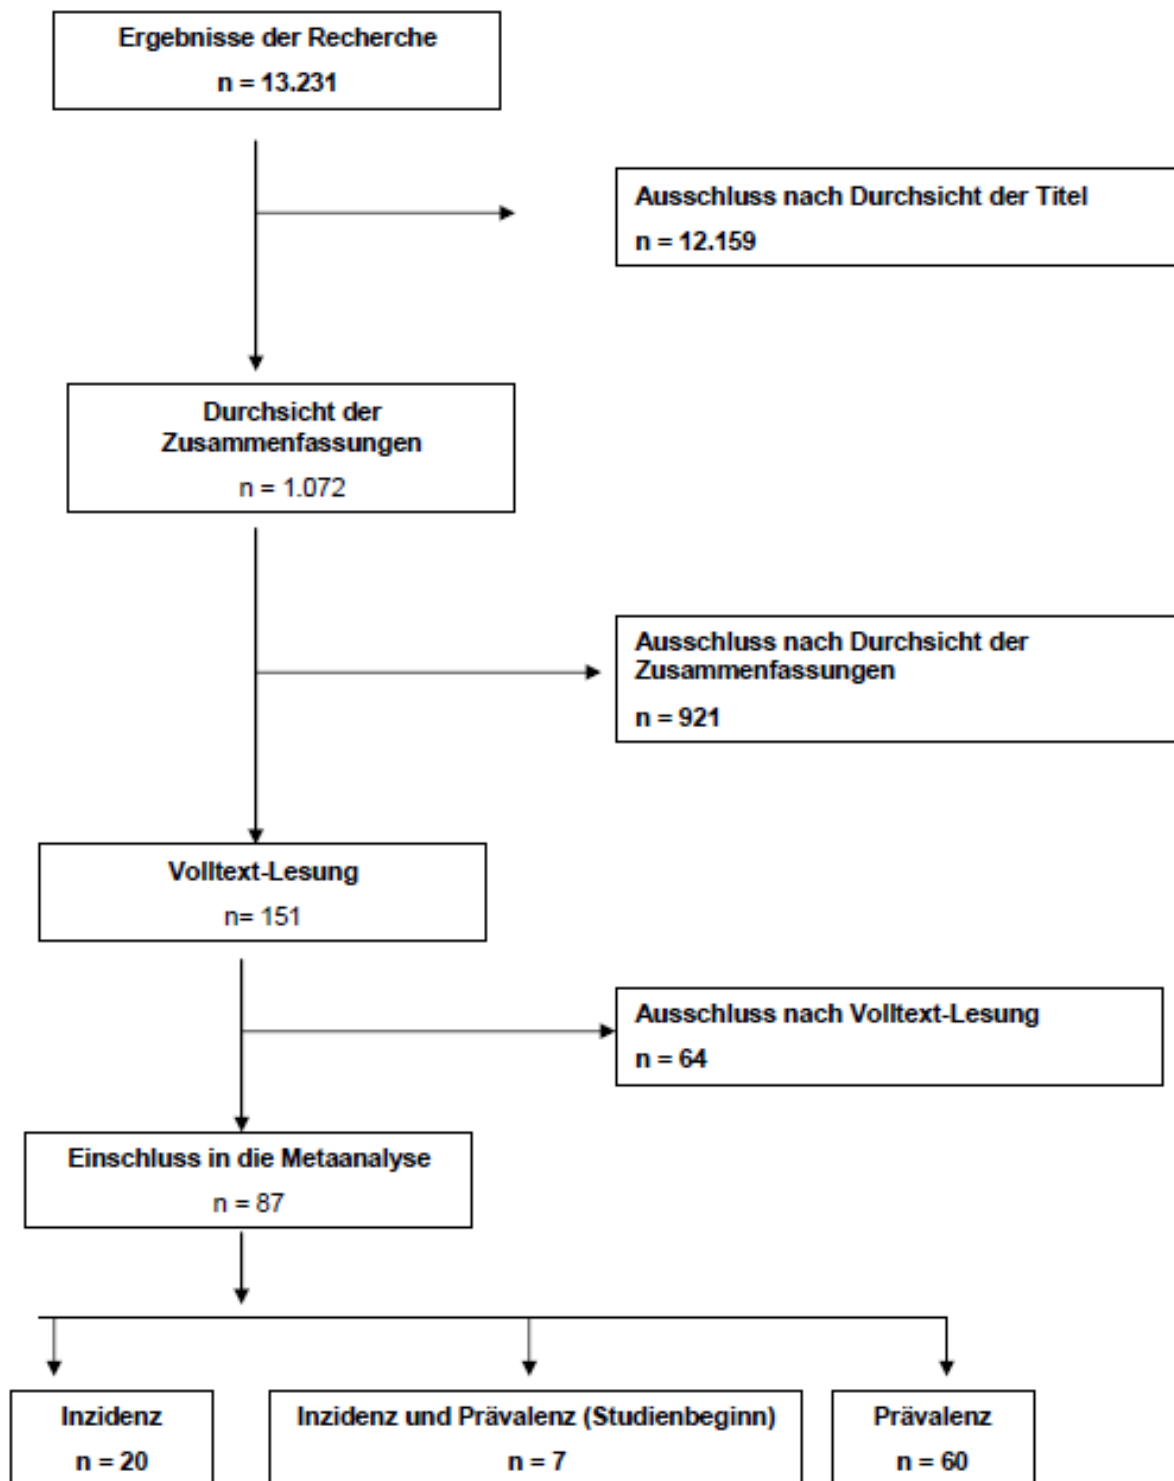 Ergebnisse der Recherche
n = 13.231
Ausschluss nach Durchsicht der Titel
n = 12.159
Durchsicht der
Zusammenfassungen
n = 1.072
Ausschluss nach Durchsicht der
Zusammenfassungen
n = 921
Volltext-Lesung
n= 151
Ausschluss nach Volltext-Lesung
n = 64
Einschluss in die Metaanalyse
n = 87
Inzidenz
n = 20
Inzidenz und Prävalenz (Studienbeginn)
n = 7
Prävalenz
n = 60